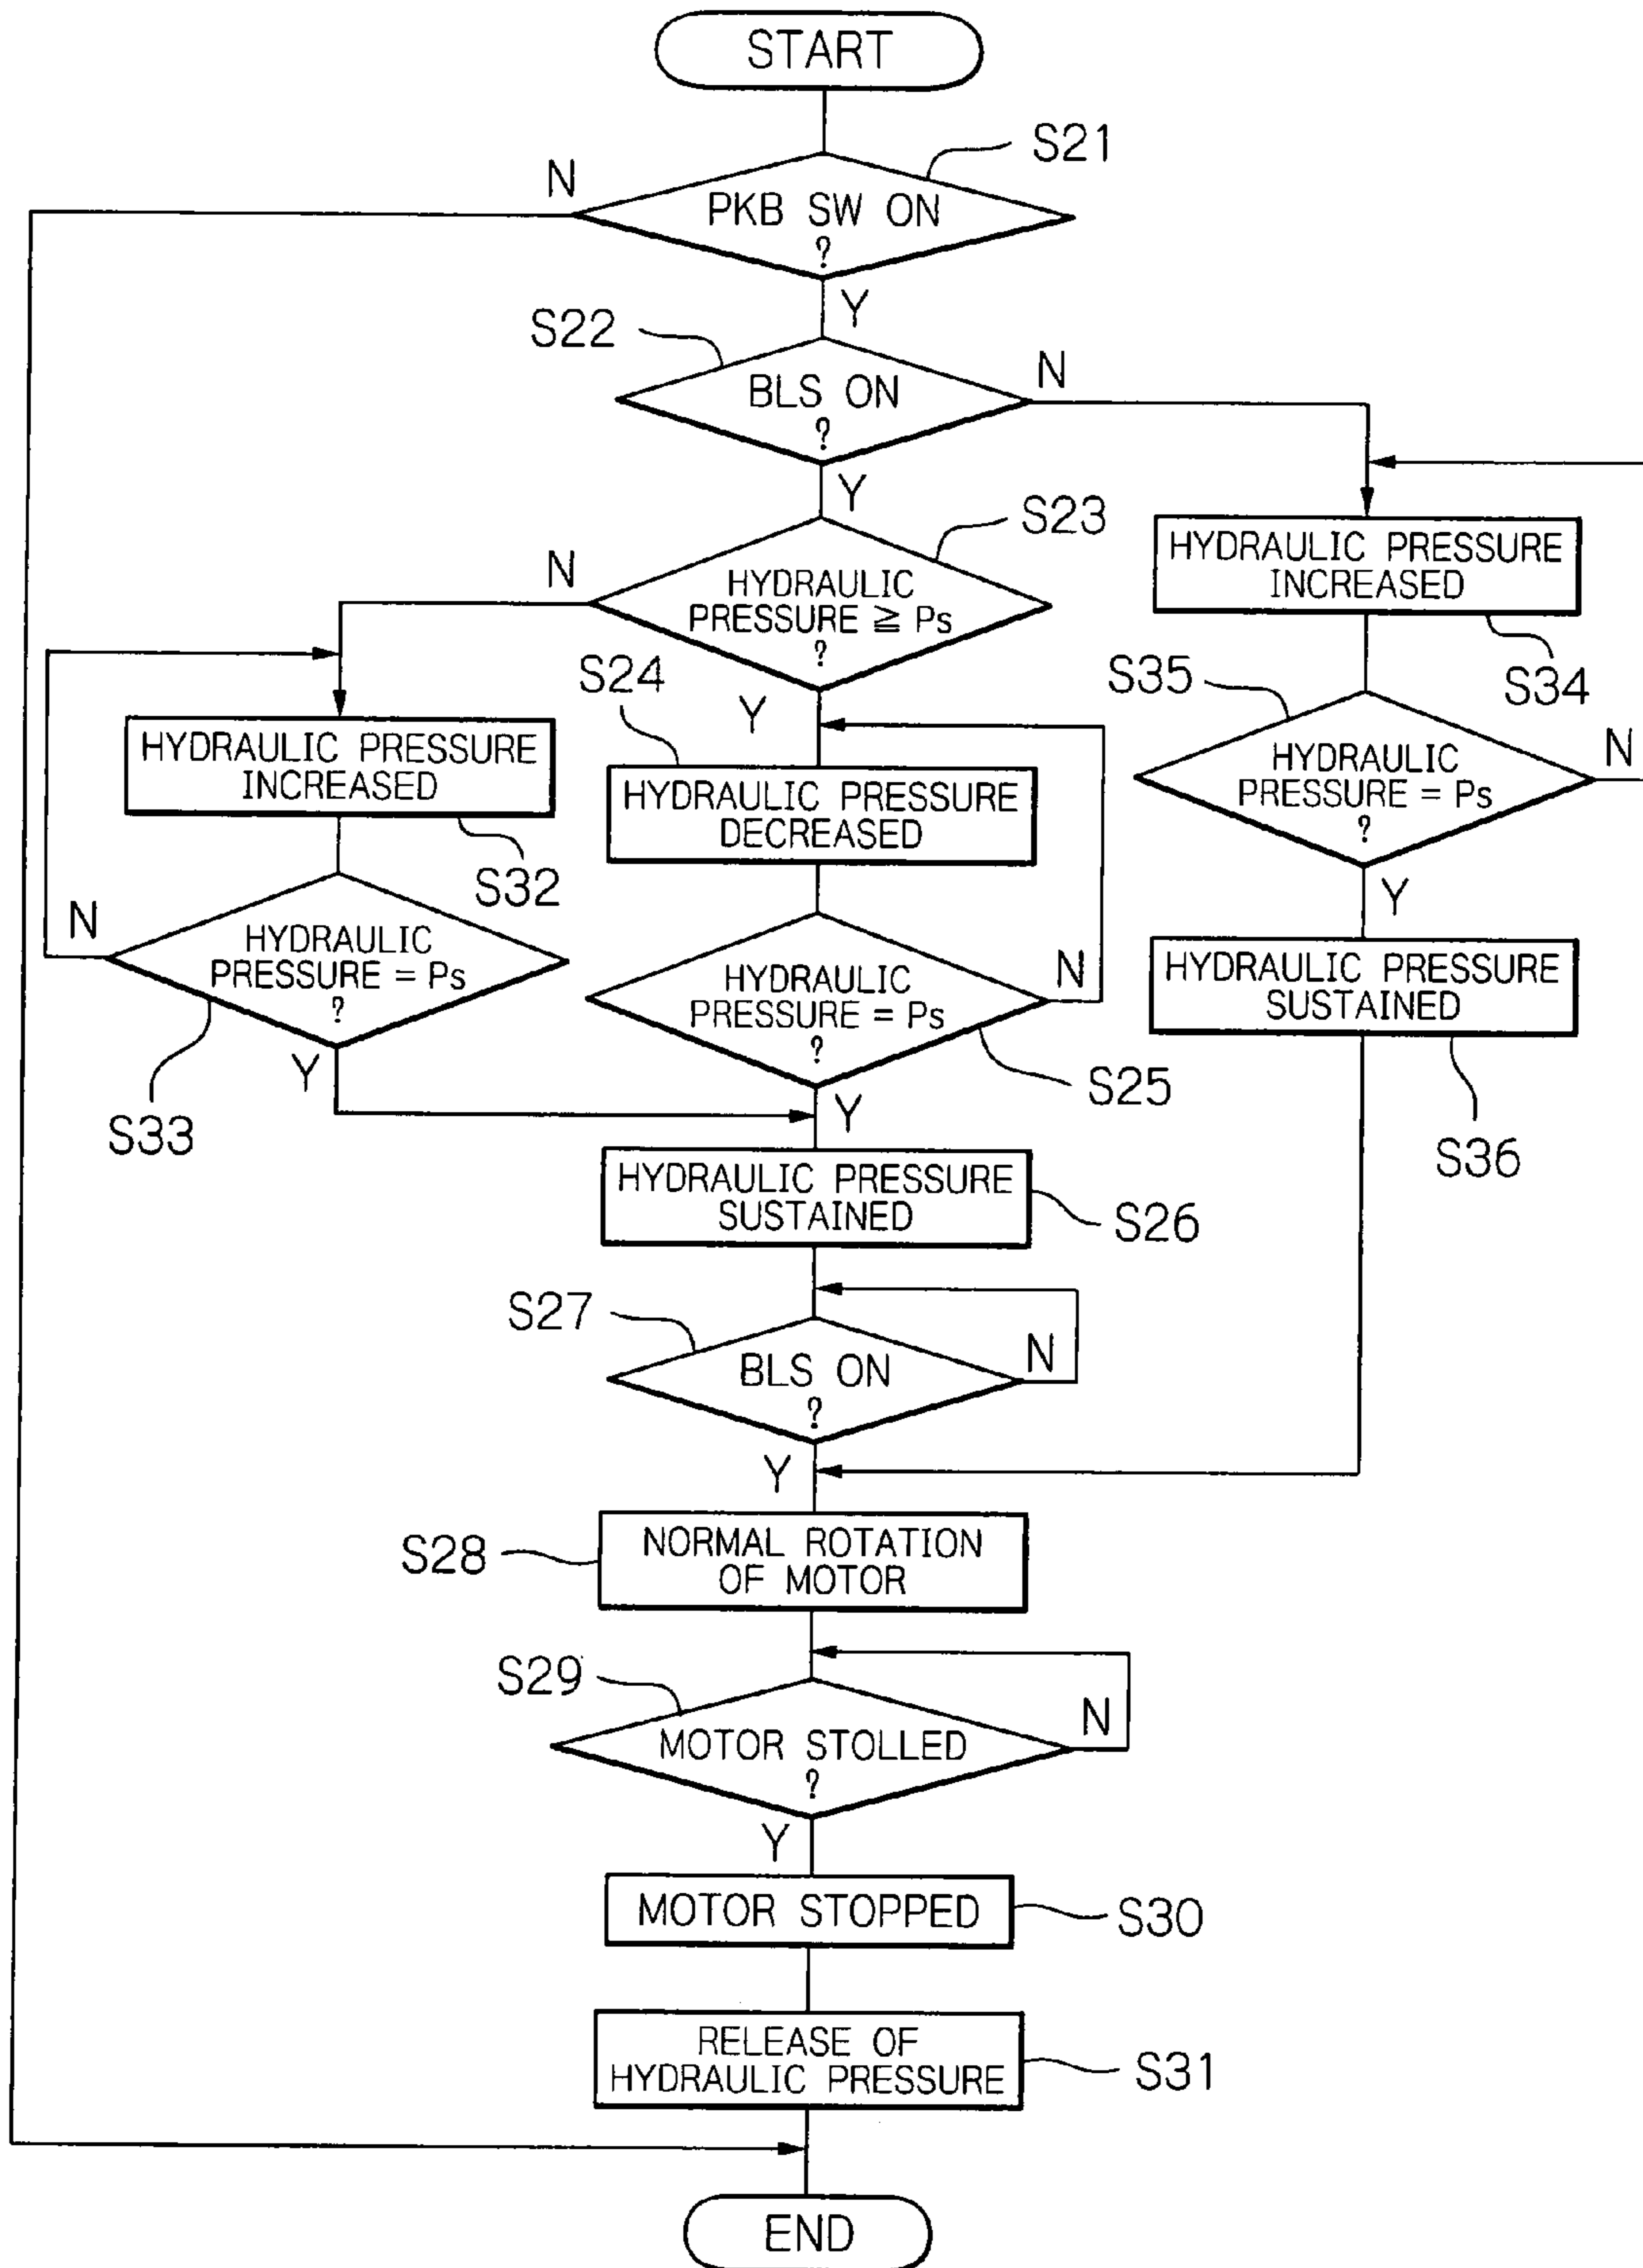 START
S21
N
PKB SW ON
?
Y
S22
N
BLS ON
?
Y
S23
N
HYDRAULIC
PRESSURE ≧ Ps
?
HYDRAULIC PRESSURE
INCREASED
S34
S24
Y
S35
HYDRAULIC PRESSURE
INCREASED
S32
HYDRAULIC PRESSURE
DECREASED
HYDRAULIC
PRESSURE = Ps
?
N
Y
N
HYDRAULIC
PRESSURE = Ps
?
Y
S33
HYDRAULIC
PRESSURE = Ps
?
N
S25
Y
HYDRAULIC PRESSURE
SUSTAINED
S36
HYDRAULIC PRESSURE
SUSTAINED
S26
S27
BLS ON
?
N
Y
S28
NORMAL ROTATION
OF MOTOR
S29
MOTOR STOLLED
?
N
Y
MOTOR STOPPED
S30
RELEASE OF
HYDRAULIC PRESSURE
S31
END